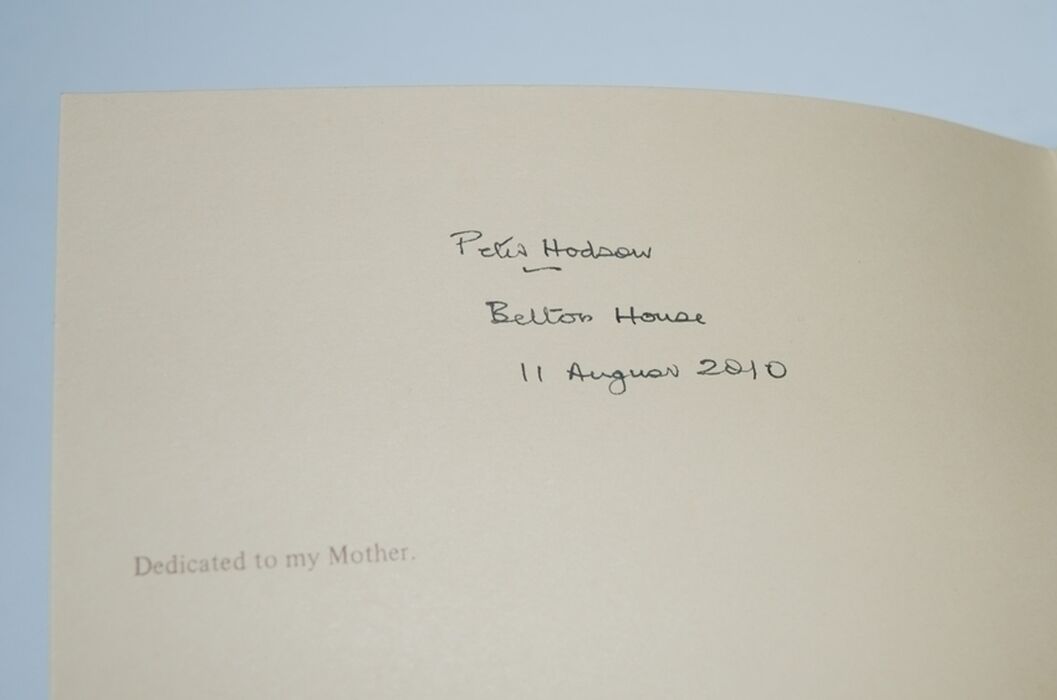 Peter Hodson
Belton House
11 August 2010
Dedicated to my Mother.